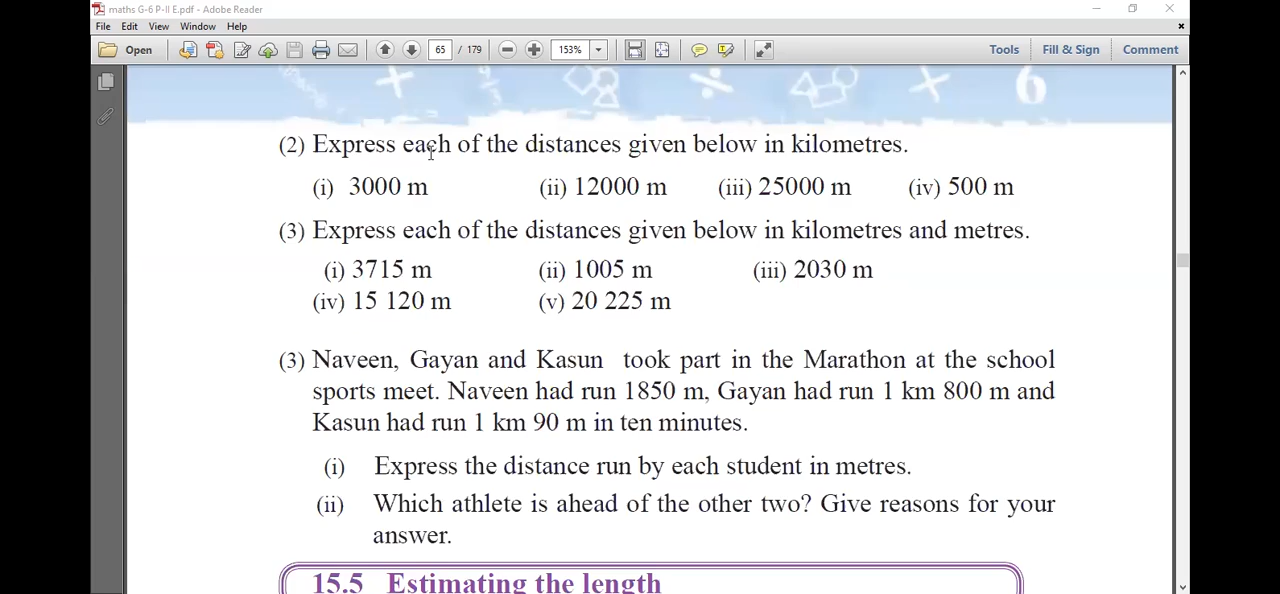 maths G-6 P-II E.pdf - Adobe Reader
File Edit View Window Help
Open 65 / 179 153% Tools Fill & Sign Comment
6
(2) Express each of the distances given below in kilometres.
(i) 3000 m (ii) 12000 m (iii) 25000 m (iv) 500 m
(3) Express each of the distances given below in kilometres and metres.
(i) 3715 m (ii) 1005 m (iii) 2030 m
(iv) 15 120 m (v) 20 225 m
(3) Naveen, Gayan and Kasun took part in the Marathon at the school
sports meet. Naveen had run 1850 m, Gayan had run 1 km 800 m and
Kasun had run 1 km 90 m in ten minutes.
(i) Express the distance run by each student in metres.
(ii) Which athlete is ahead of the other two? Give reasons for your
answer.
15.5 Estimating the length